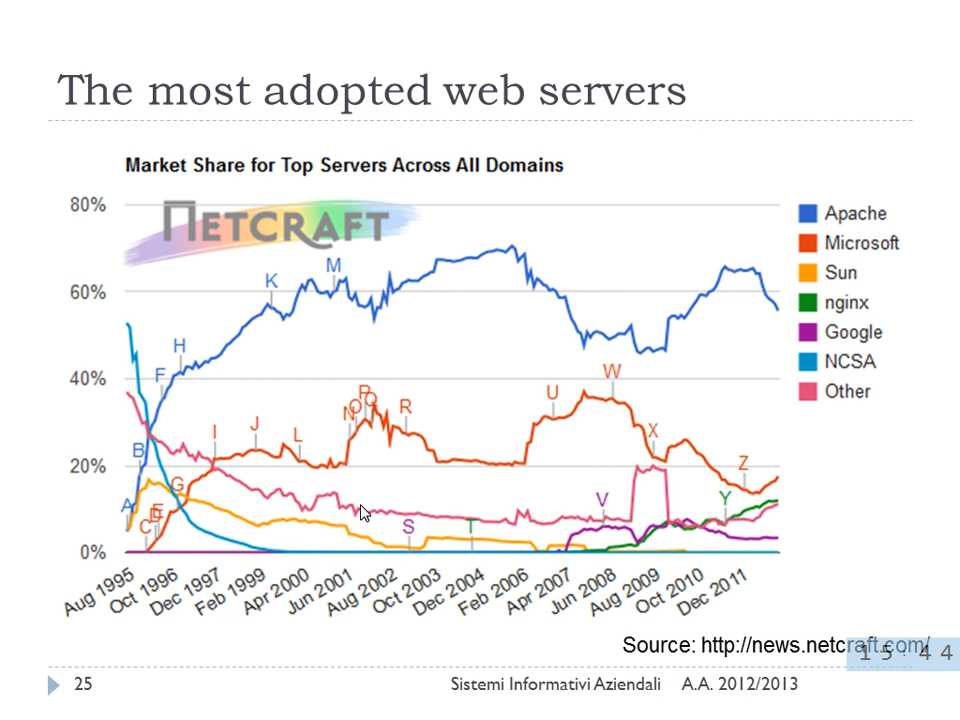 The most adopted web servers
Market Share for Top Servers Across All Domains
NETCRAFT
80%
60%
40%
20%
0%
A
B
C
D
E
F
G
H
I
J
K
L
M
N
O
P
Q
R
S
T
U
V
W
X
Y
Z
Aug 1995
Oct 1996
Dec 1997
Feb 1999
Apr 2000
Jun 2001
Aug 2002
Oct 2003
Dec 2004
Feb 2006
Apr 2007
Jun 2008
Aug 2009
Oct 2010
Dec 2011
Apache
Microsoft
Sun
nginx
Google
NCSA
Other
Source: http://news.netcraft.com/
15:44
25
Sistemi Informativi Aziendali A.A. 2012/2013